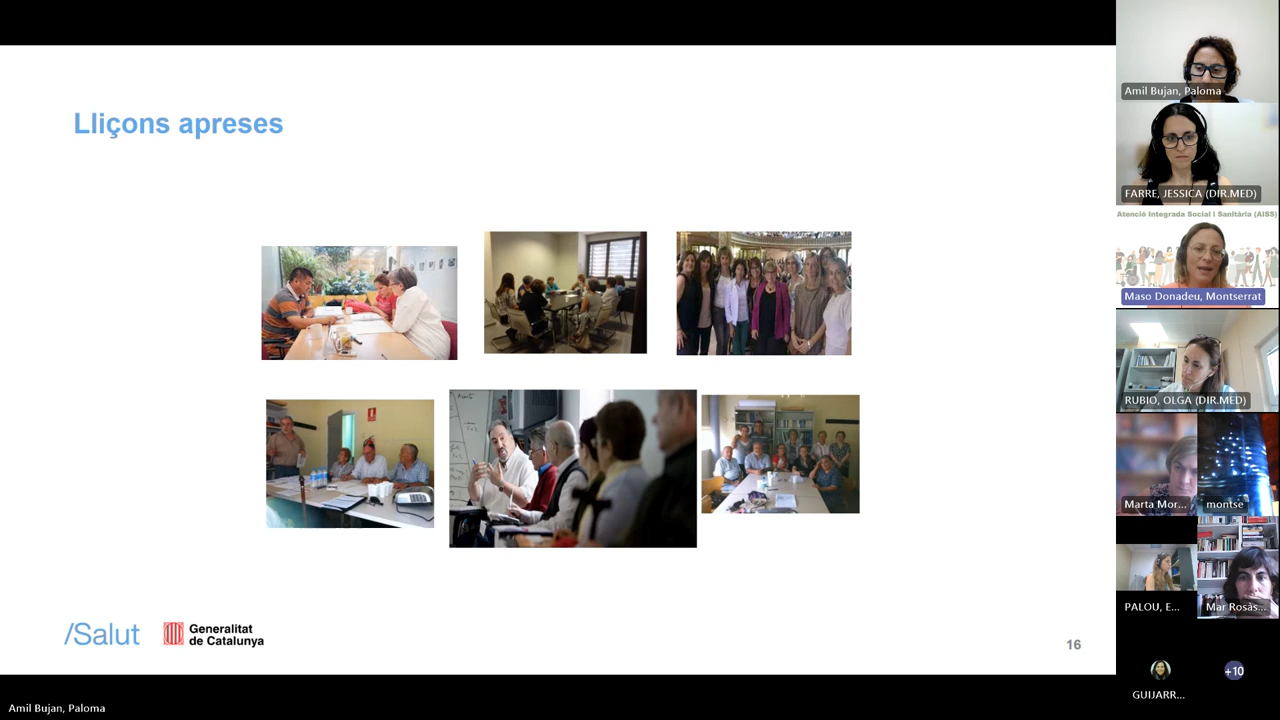 Lliçons apreses
/Salut
Generalitat
de Catalunya
16
Amil Bujan, Paloma
Amil Bujan, Paloma
FARRE, JESSICA (DIR.MED)
Atenció Integrada Social i Sanitària (AISS)
Maso Donadeu, Montserrat
RUBIO, OLGA (DIR.MED)
Marta Mor...
montse
PALOU, E...
Mar Rosàs...
GUIJARR...
+10